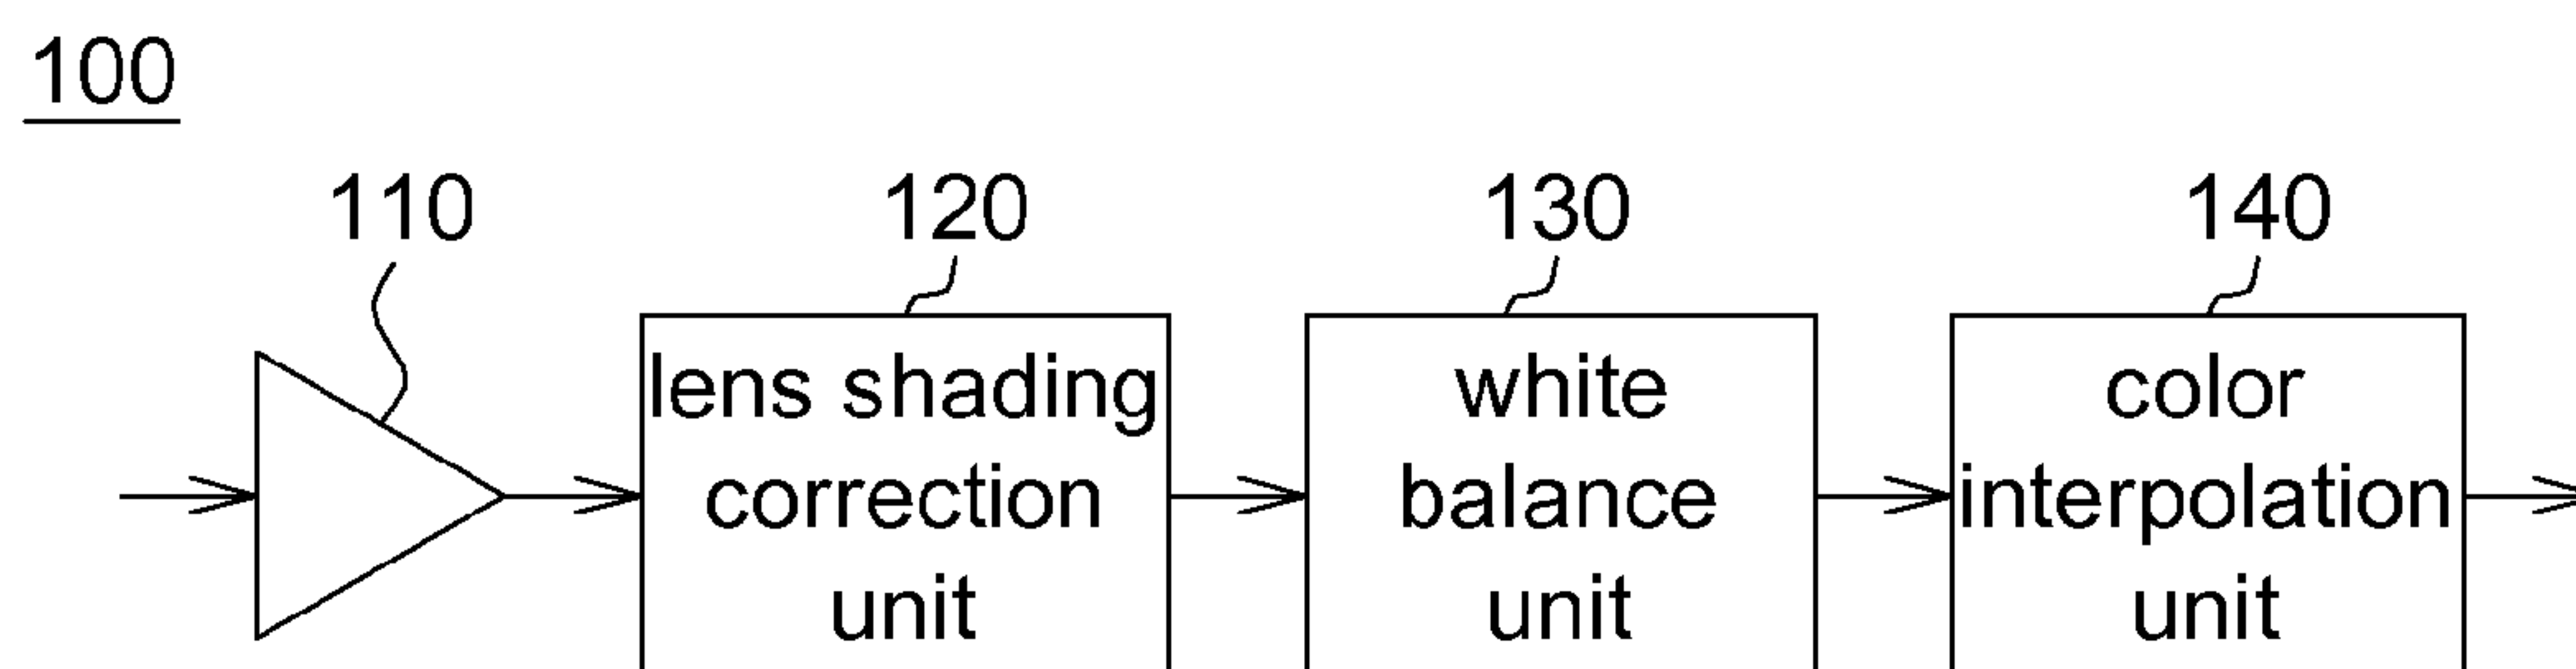 100
110
120
130
140
lens shading
correction
unit
white
balance
unit
color
interpolation
unit